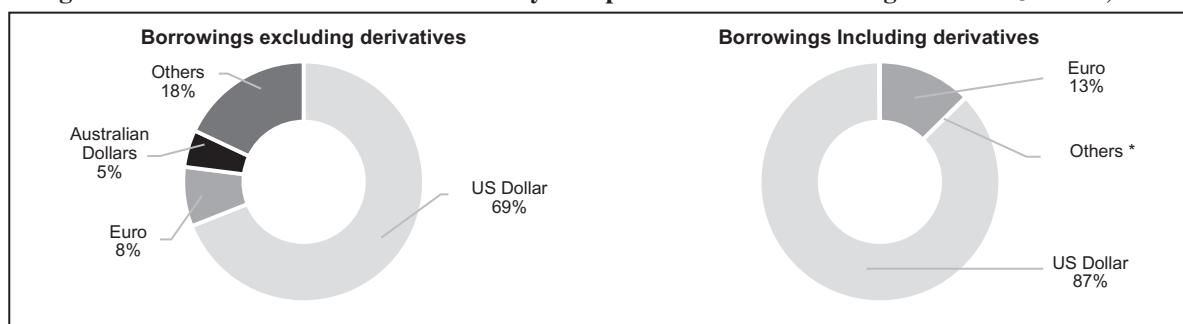 Borrowings excluding derivatives
Others
18%
Australian
Dollars
5%
Euro
8%
US Dollar
69%
Borrowings Including derivatives
Euro
13%
Others *
US Dollar
87%